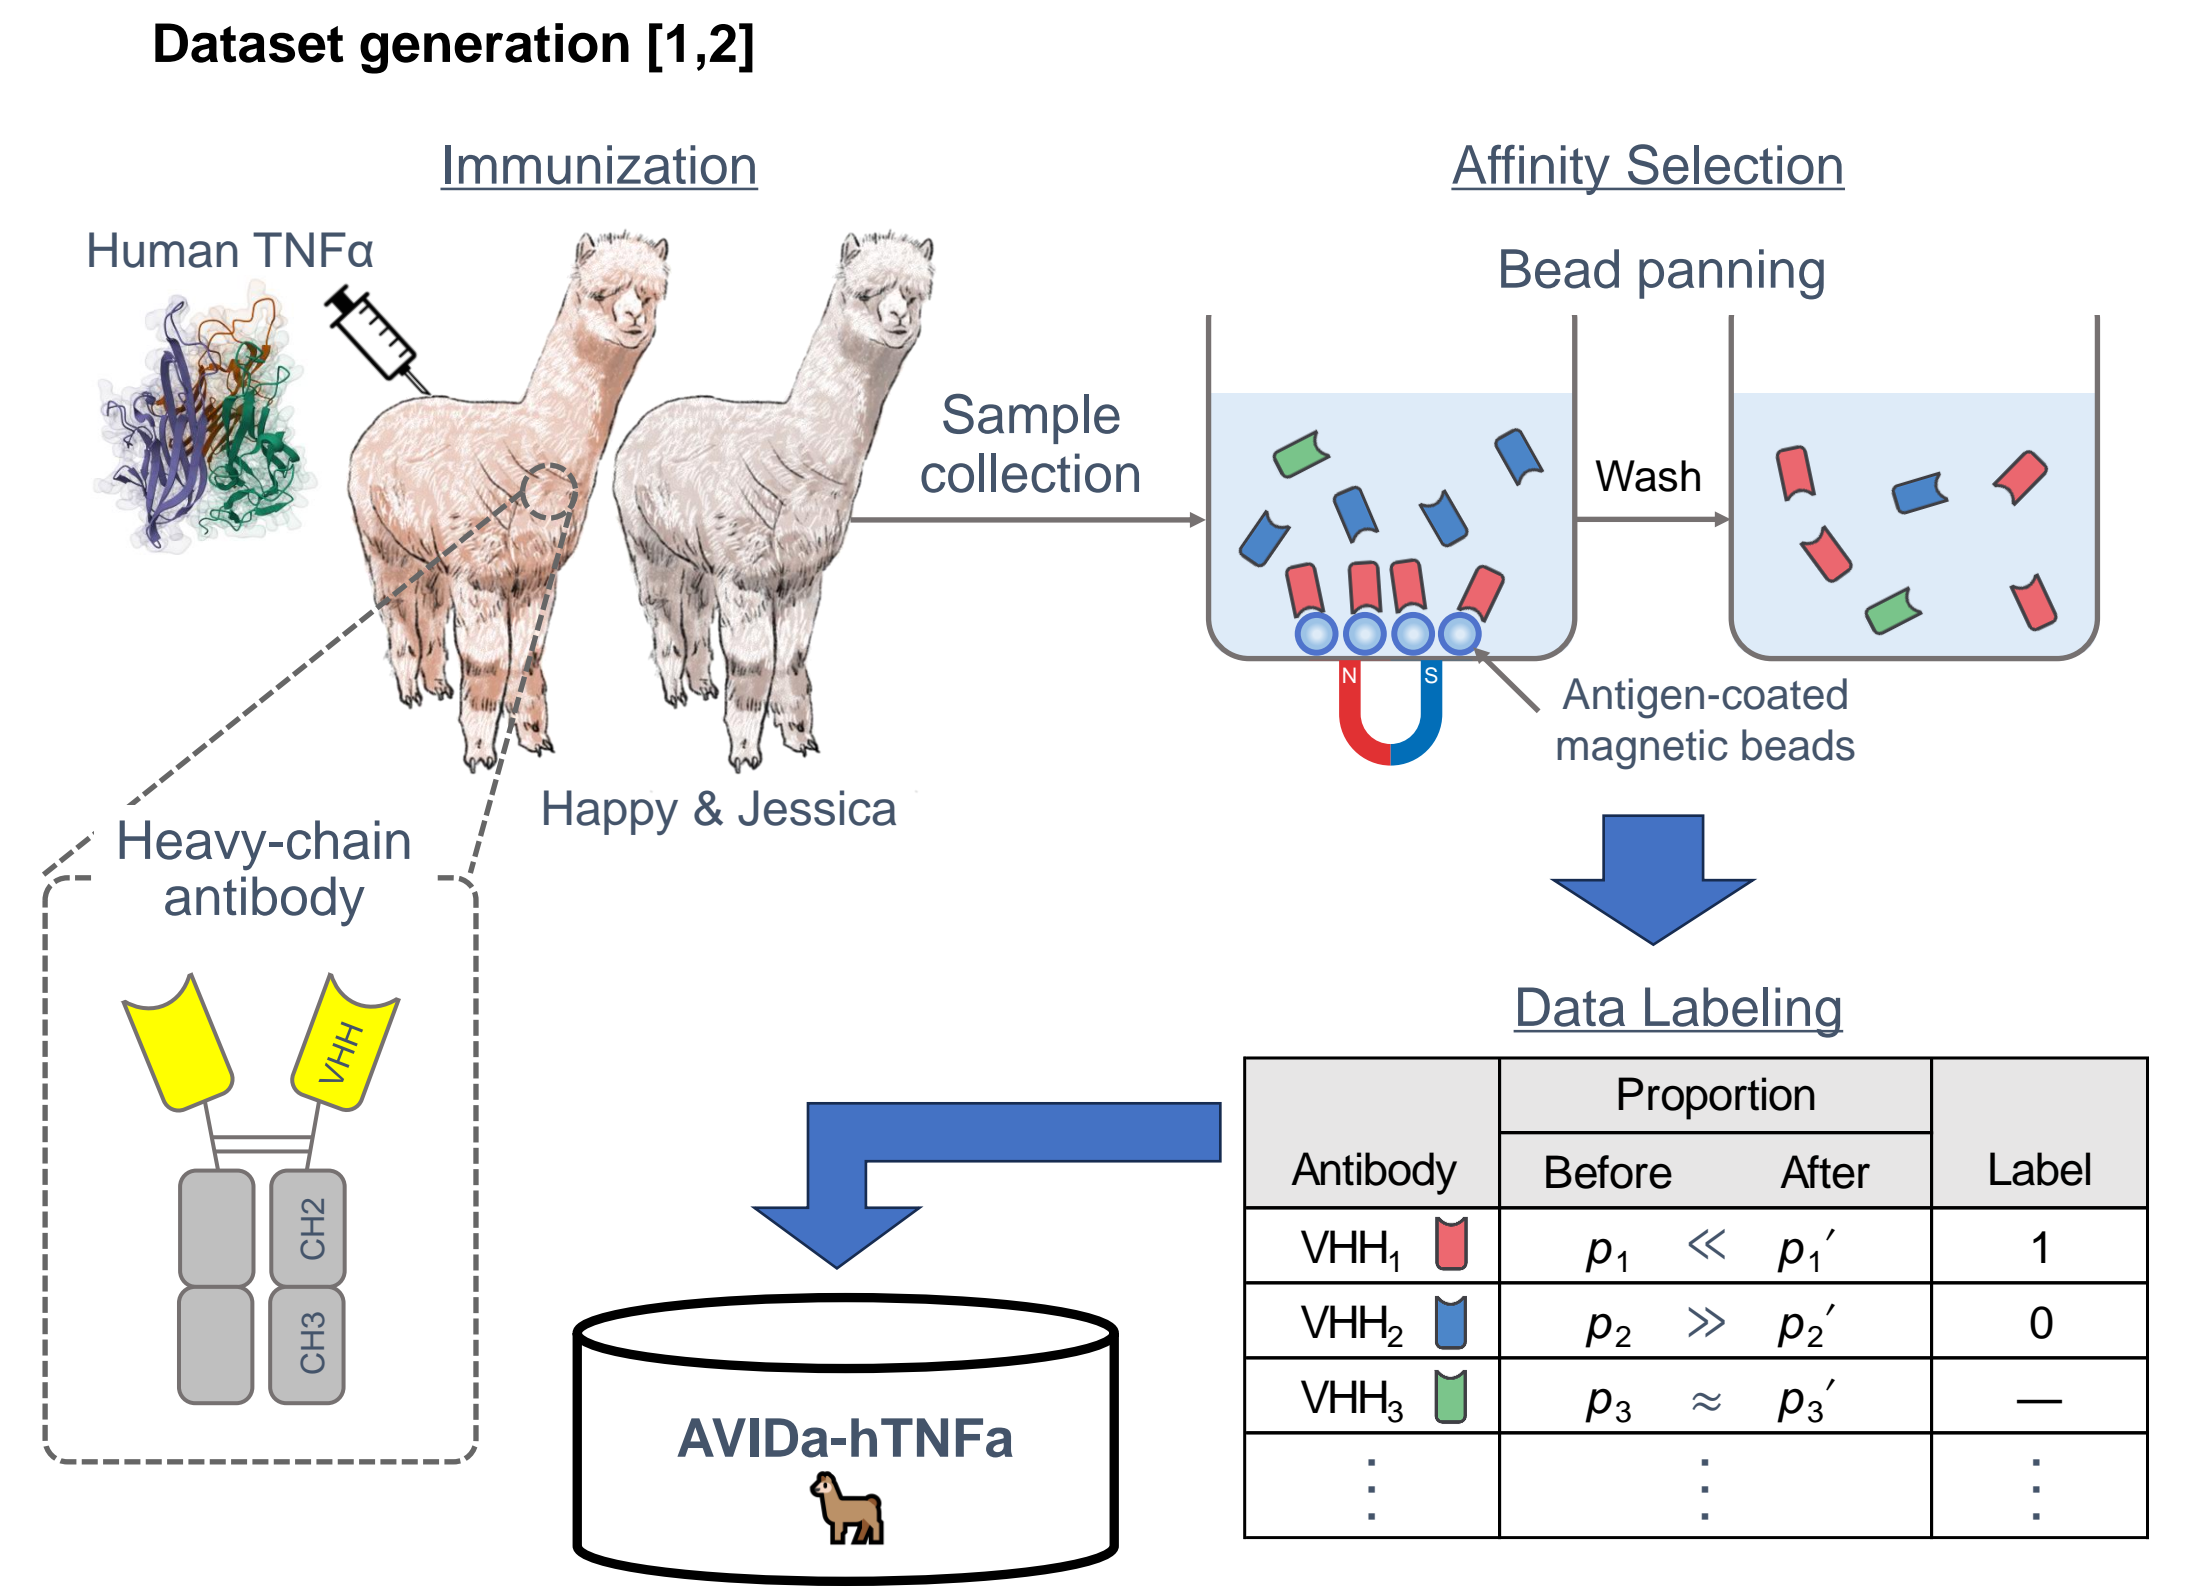 Dataset generation [1,2]
Immunization
Human TNFα
Happy & Jessica
Heavy-chain
antibody
VHH
CH2
CH3
Sample
collection
Affinity Selection
Bead panning
Wash
N
S
Antigen-coated
magnetic beads
Data Labeling
Antibody Proportion Label
Before After
VHH₁ p₁ ≪ p₁′ 1
VHH₂ p₂ ≫ p₂′ 0
VHH₃ p₃ ≈ p₃′ —
⋮ ⋮ ⋮
AVIDa-hTNFa